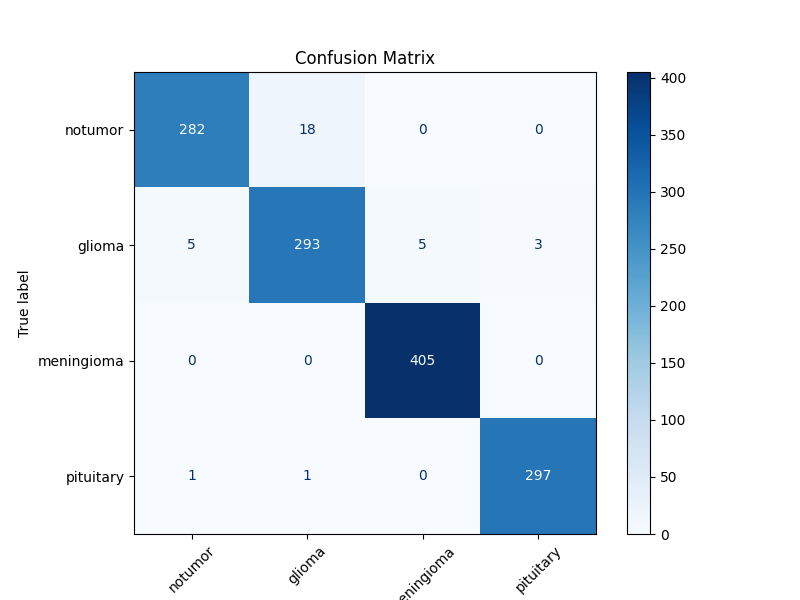 Confusion Matrix
True label
notumor 282 18 0 0
glioma 5 293 5 3
meningioma 0 0 405 0
pituitary 1 1 0 297
notumor glioma eningioma pituitary
400
350
300
250
200
150
100
50
0